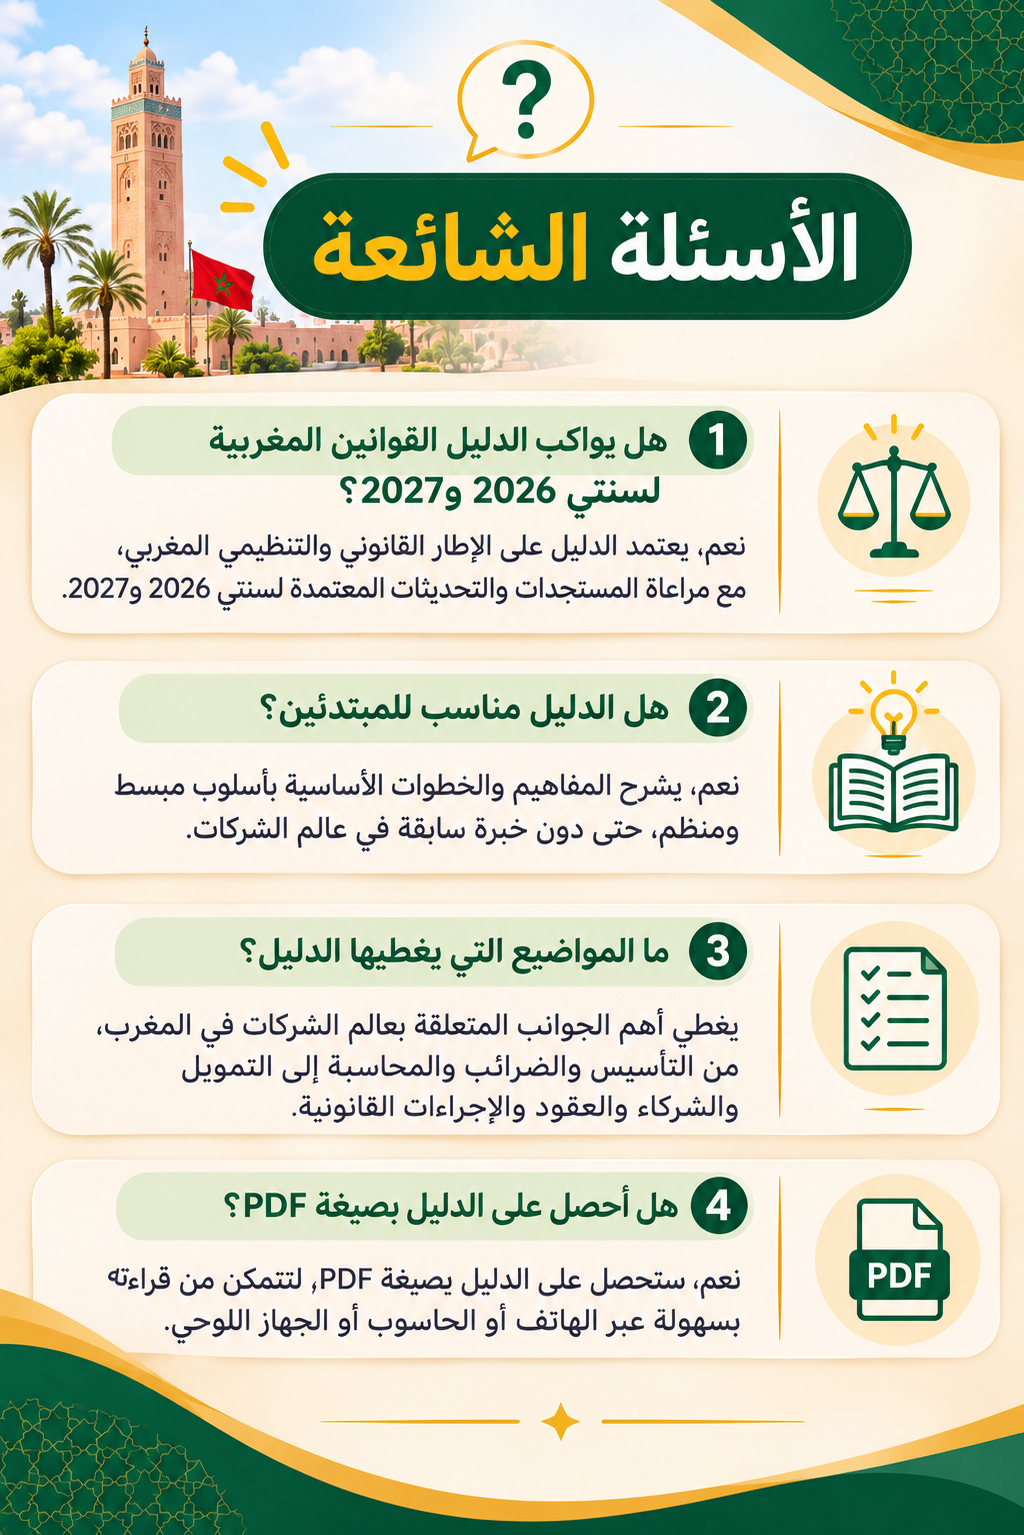 ?
الأسئلة الشائعة
1 هل يواكب الدليل القوانين المغربية
لسنتي 2026 و2027؟
نعم، يعتمد الدليل على الإطار القانوني والتنظيمي المغربي،
مع مراعاة المستجدات والتحديثات المعتمدة لسنتي 2026 و2027.
2 هل الدليل مناسب للمبتدئين؟
نعم، يشرح المفاهيم والخطوات الأساسية بأسلوب مبسط
ومنظم، حتى دون خبرة سابقة في عالم الشركات.
3 ما المواضيع التي يغطيها الدليل؟
يغطي أهم الجوانب المتعلقة بعالم الشركات في المغرب،
من التأسيس والضرائب والمحاسبة إلى التمويل
والشركاء والعقود والإجراءات القانونية.
4 هل أحصل على الدليل بصيغة PDF؟
نعم، ستحصل على الدليل بصيغة PDF, لتتمكن من قراءته
بسهولة عبر الهاتف أو الحاسوب أو الجهاز اللوحي.
PDF